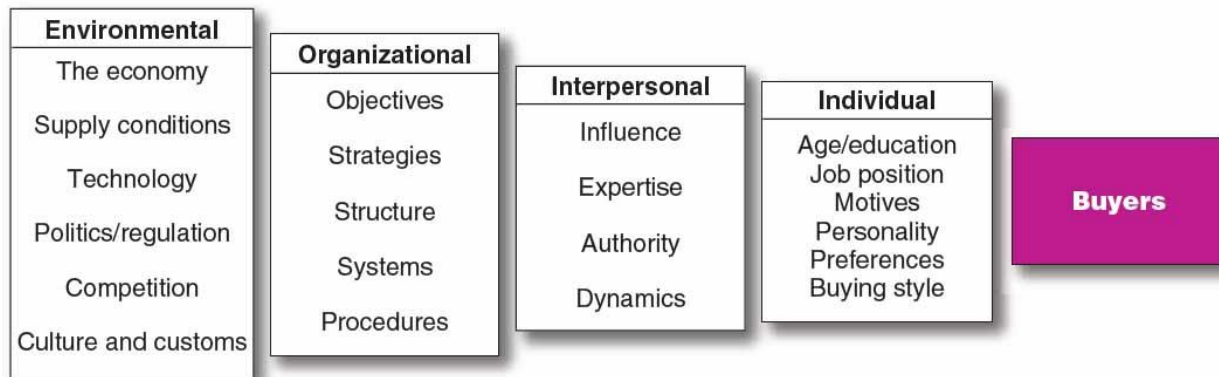 Environmental
The economy
Supply conditions
Technology
Politics/regulation
Competition
Culture and customs
Organizational
Objectives
Strategies
Structure
Systems
Procedures
Interpersonal
Influence
Expertise
Authority
Dynamics
Individual
Age/education
Job position
Motives
Personality
Preferences
Buying style
Buyers